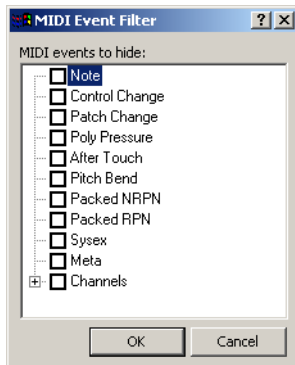 MIDI Event Filter
MIDI events to hide:
Note
Control Change
Patch Change
Poly Pressure
After Touch
Pitch Bend
Packed NRPN
Packed RPN
Sysex
Meta
Channels
OK Cancel